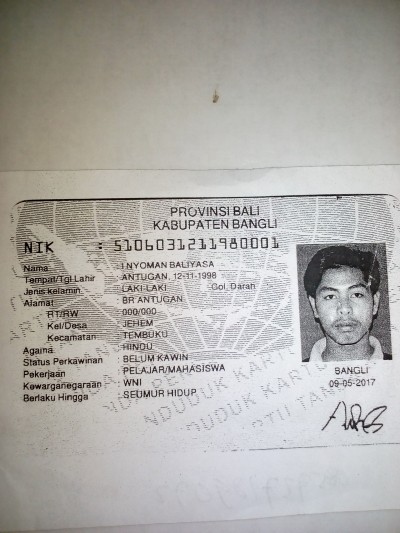 PROVINSI BALI
KABUPATEN BANGLI
NIK : 5106031211980001
Nama : I NYOMAN BALIYASA
Tempat/Tgl Lahir : ANTUGAN, 12-11-1998
Jenis kelamin : LAKI-LAKI Gol. Darah
Alamat : BR ANTUGAN
RT/RW : 000/000
Kel/Desa : JEHEM
Kecamatan : TEMBUKU
Agama : HINDU
Status Perkawinan : BELUM KAWIN
Pekerjaan : PELAJAR/MAHASISWA
Kewarganegaraan : WNI
Berlaku Hingga : SEUMUR HIDUP
BANGLI
09-05-2017